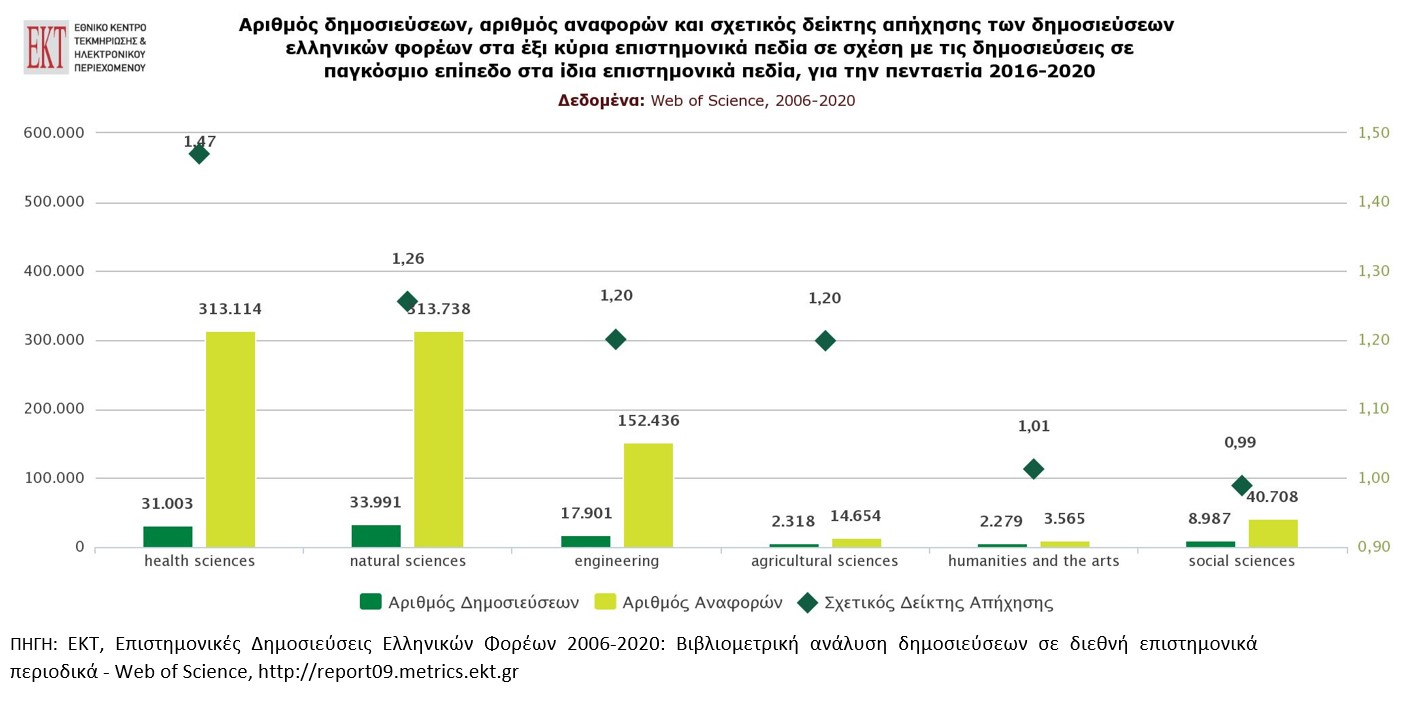 ΕΚΤ
ΕΘΝΙΚΟ ΚΕΝΤΡΟ
ΤΕΚΜΗΡΙΩΣΗΣ &
ΗΛΕΚΤΡΟΝΙΚΟΥ
ΠΕΡΙΕΧΟΜΕΝΟΥ
Αριθμός δημοσιεύσεων, αριθμός αναφορών και σχετικός δείκτης απήχησης των δημοσιεύσεων
ελληνικών φορέων στα έξι κύρια επιστημονικά πεδία σε σχέση με τις δημοσιεύσεις σε
παγκόσμιο επίπεδο στα ίδια επιστημονικά πεδία, για την πενταετία 2016-2020
Δεδομένα: Web of Science, 2006-2020
600.000 1,50
1,47
500.000 1,40
1,26
400.000 1,30
1,20 1,20
313.114 313.738
300.000 1,20
200.000 1,10
152.436
1,01
0,99
100.000 1,00
31.003 33.991 17.901 2.318 14.654 2.279 3.565 8.987 40.708
0 0,90
health sciences natural sciences engineering agricultural sciences humanities and the arts social sciences
Αριθμός Δημοσιεύσεων Αριθμός Αναφορών Σχετικός Δείκτης Απήχησης
ΠΗΓΗ: ΕΚΤ, Επιστημονικές Δημοσιεύσεις Ελληνικών Φορέων 2006-2020: Βιβλιομετρική ανάλυση δημοσιεύσεων σε διεθνή επιστημονικά
περιοδικά - Web of Science, http://report09.metrics.ekt.gr